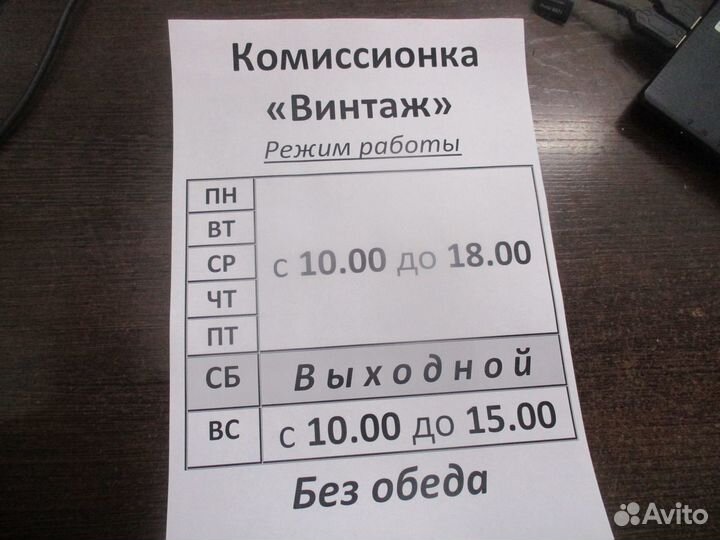 Комиссионка
«Винтаж»
Режим работы
ПН
ВТ
СР
ЧТ
ПТ
с 10.00 до 18.00
СБ Выходной
ВС с 10.00 до 15.00
Без обеда
Avito